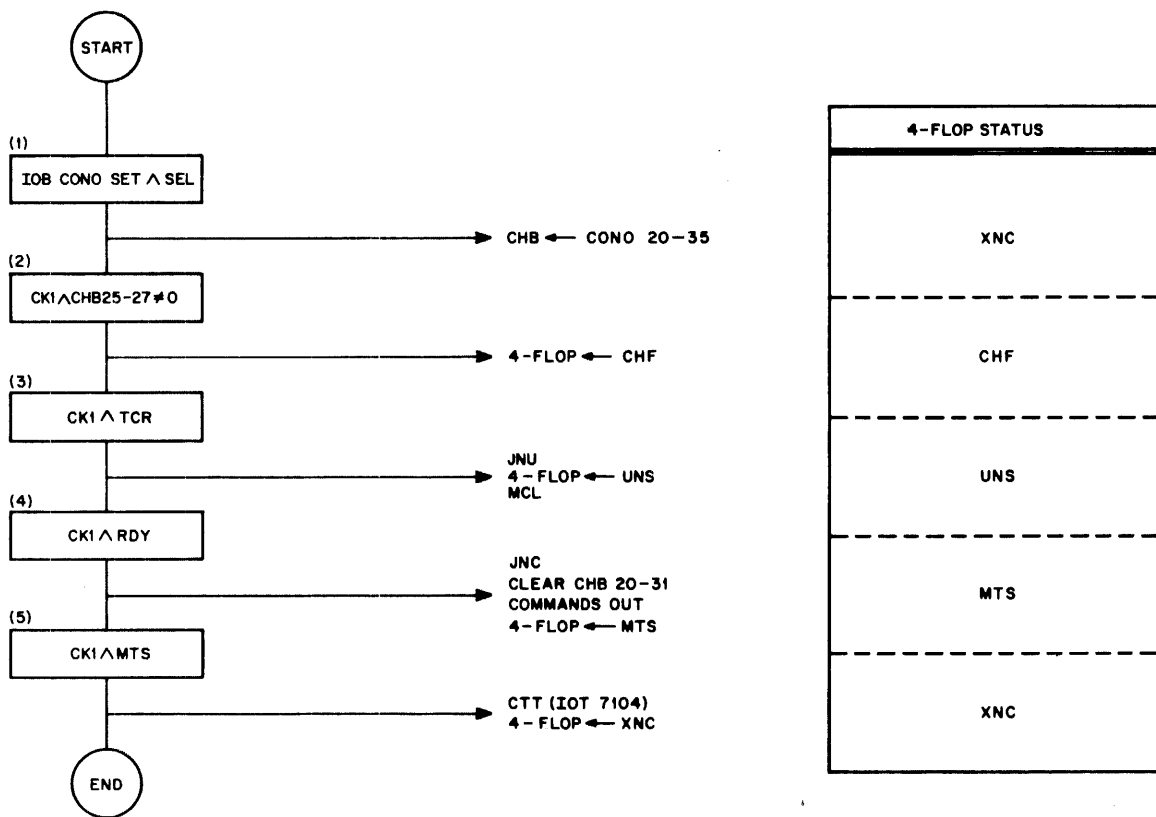 START
(1)
IOB CONO SET ∧ SEL
CHB ← CONO 20-35
(2)
CK1∧CHB25-27≠0
4-FLOP ← CHF
(3)
CK1 ∧ TCR
JNU
4-FLOP ← UNS
MCL
(4)
CK1 ∧ RDY
JNC
CLEAR CHB 20-31
COMMANDS OUT
4-FLOP ← MTS
(5)
CK1∧MTS
CTT (IOT 7104)
4-FLOP ← XNC
END
4-FLOP STATUS
XNC
CHF
UNS
MTS
XNC